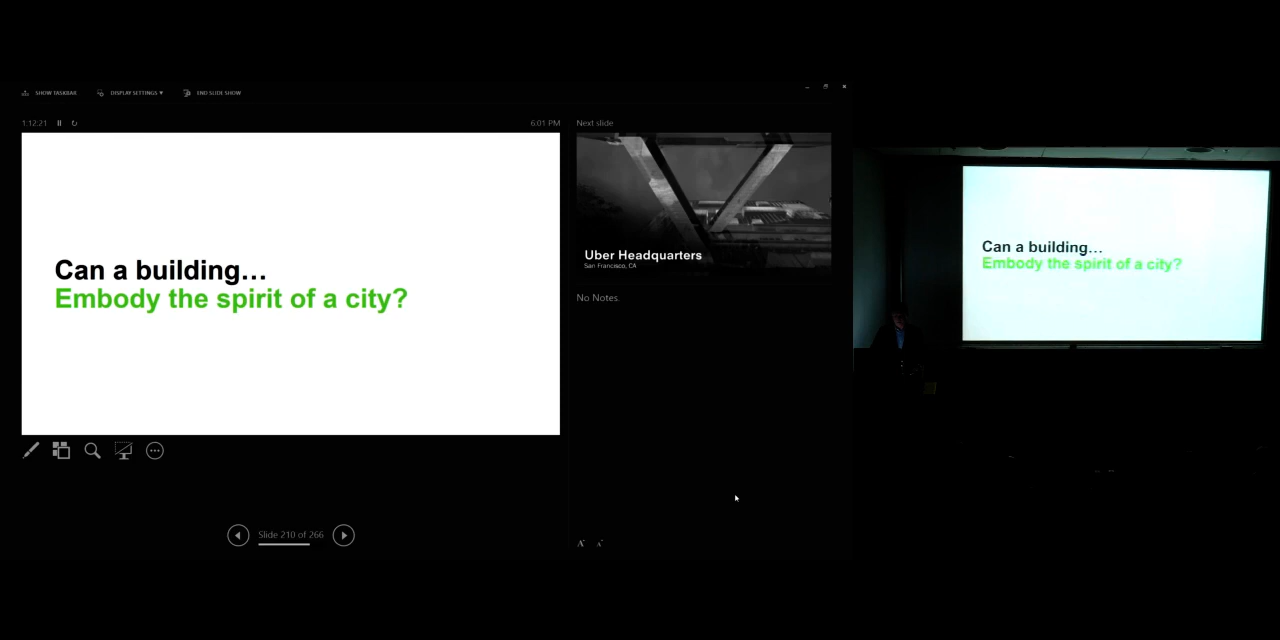 SHOW TASKBAR
DISPLAY SETTINGS ▼
END SLIDE SHOW
1:12:21
6:01 PM
Can a building...
Embody the spirit of a city?
Slide 210 of 266
Next slide
Uber Headquarters
San Francisco, CA
No Notes.
A
A
Can a building...
Embody the spirit of a city?